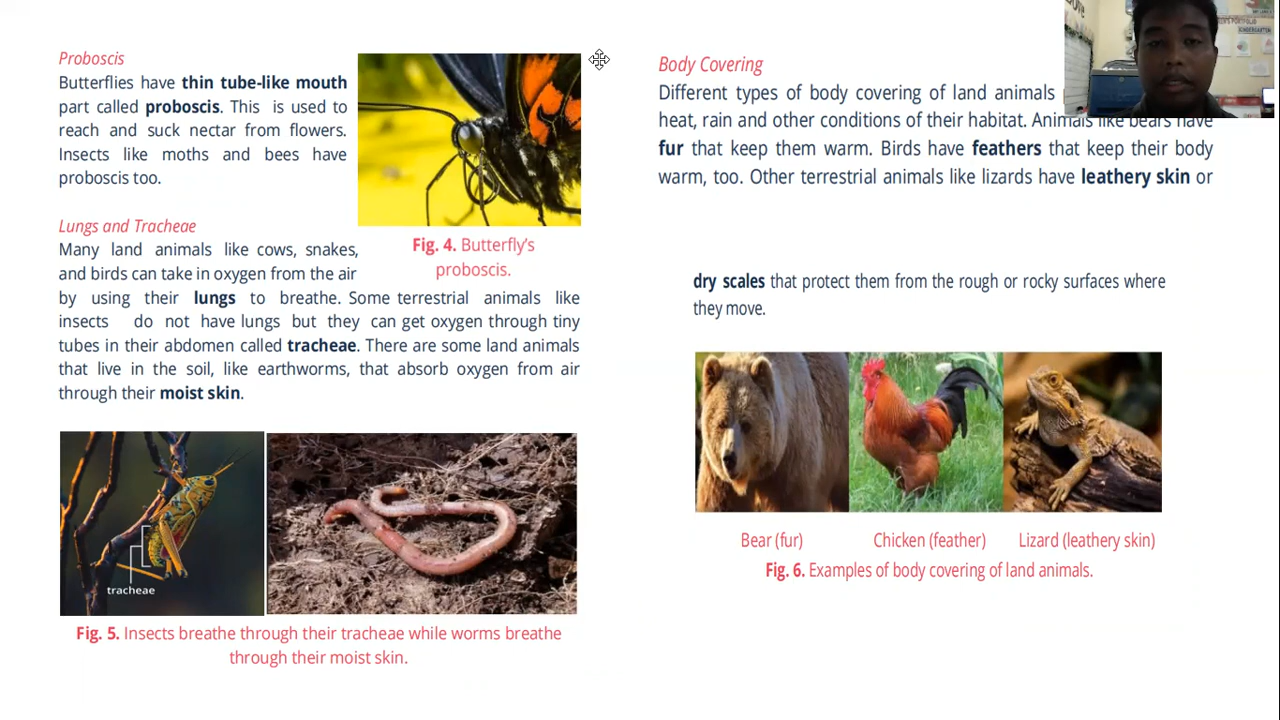 Proboscis
Butterflies have thin tube-like mouth
part called proboscis. This is used to
reach and suck nectar from flowers.
Insects like moths and bees have
proboscis too.
Fig. 4. Butterfly's
proboscis.
Lungs and Tracheae
Many land animals like cows, snakes,
and birds can take in oxygen from the air
by using their lungs to breathe. Some terrestrial animals like
insects do not have lungs but they can get oxygen through tiny
tubes in their abdomen called tracheae. There are some land animals
that live in the soil, like earthworms, that absorb oxygen from air
through their moist skin.
tracheae
Fig. 5. Insects breathe through their tracheae while worms breathe
through their moist skin.
Body Covering
Different types of body covering of land animals
heat, rain and other conditions of their habitat. Animals like bears have
fur that keep them warm. Birds have feathers that keep their body
warm, too. Other terrestrial animals like lizards have leathery skin or
dry scales that protect them from the rough or rocky surfaces where
they move.
Bear (fur)
Chicken (feather)
Lizard (leathery skin)
Fig. 6. Examples of body covering of land animals.